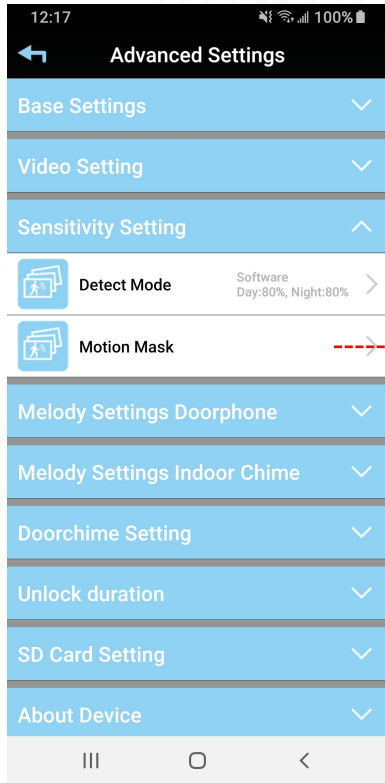 12:17 100%
Advanced Settings
Base Settings
Video Setting
Sensitivity Setting
Detect Mode
Software
Day:80%, Night:80%
Motion Mask
Melody Settings Doorphone
Melody Settings Indoor Chime
Doorchime Setting
Unlock duration
SD Card Setting
About Device